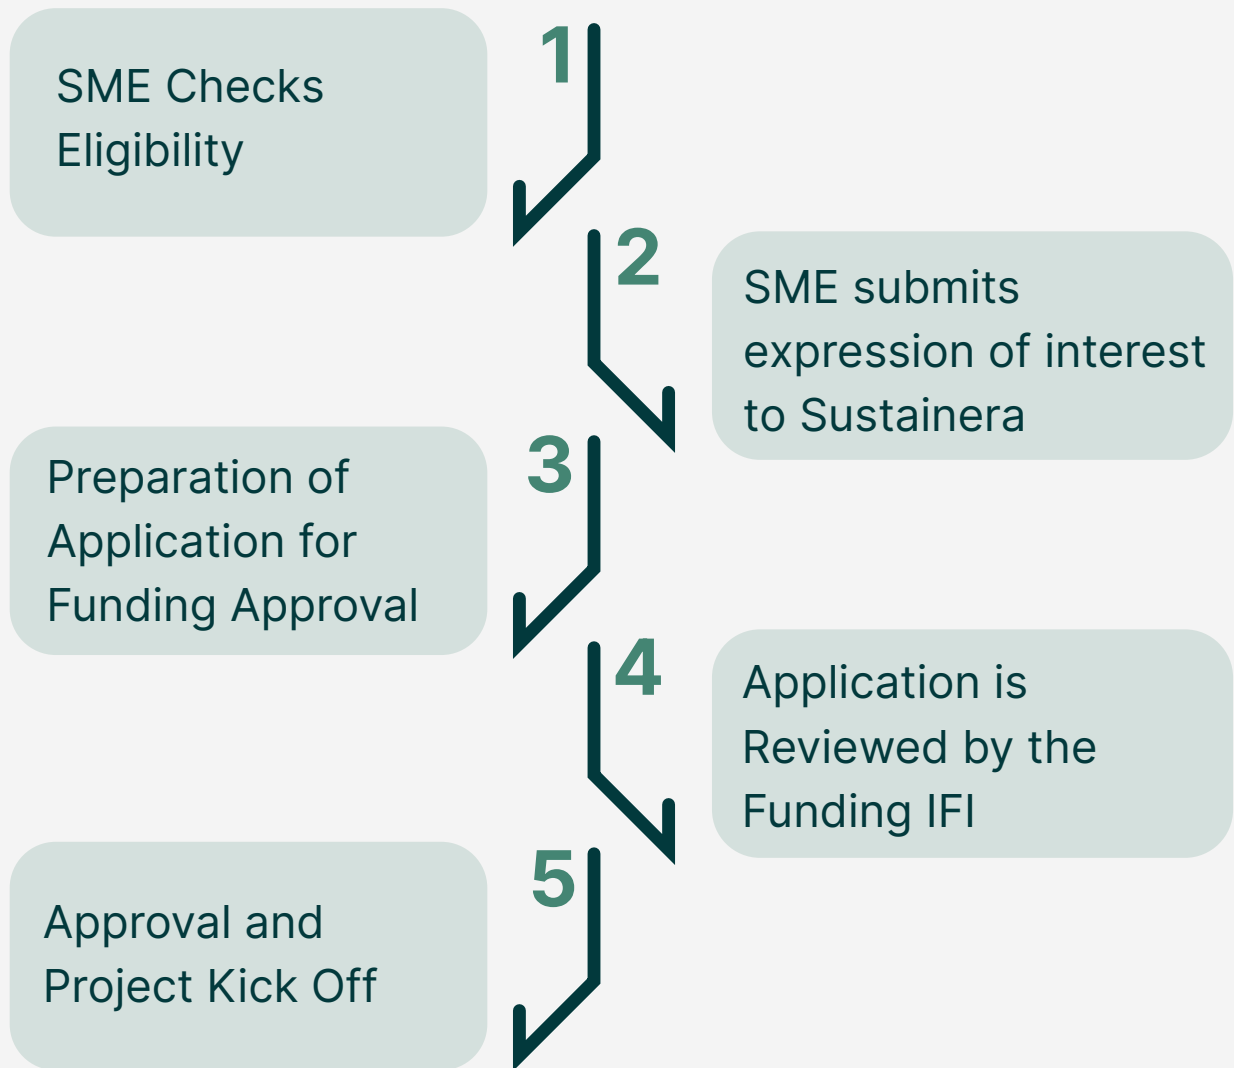 1
SME Checks
Eligibility
2
SME submits
expression of interest
to Sustainera
3
Preparation of
Application for
Funding Approval
4
Application is
Reviewed by the
Funding IFI
5
Approval and
Project Kick Off